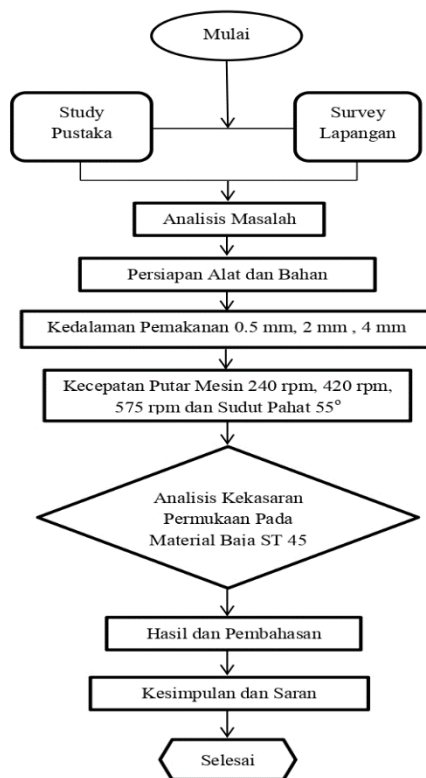 Mulai
Study
Pustaka
Survey
Lapangan
Analisis Masalah
Persiapan Alat dan Bahan
Kedalaman Pemakanan 0.5 mm, 2 mm , 4 mm
Kecepatan Putar Mesin 240 rpm, 420 rpm,
575 rpm dan Sudut Pahat 55°
Analisis Kekasaran
Permukaan Pada
Material Baja ST 45
Hasil dan Pembahasan
Kesimpulan dan Saran
Selesai